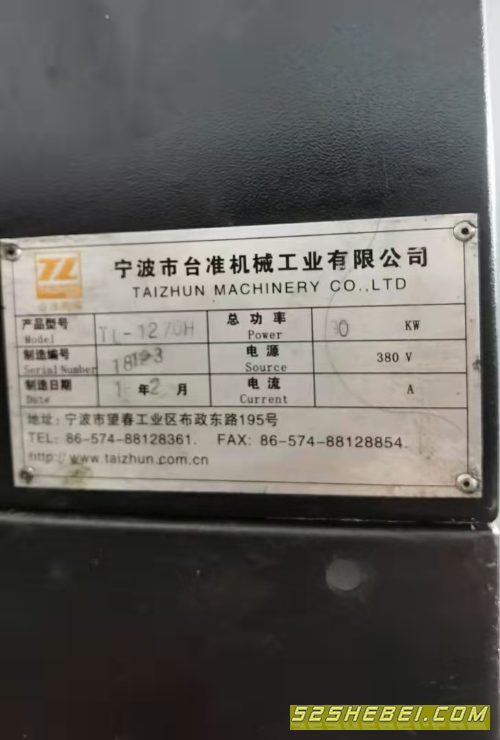 宁波市台准机械工业有限公司
TAIZHUN MACHINERY CO.,LTD
产品型号 Model TL-1270H 总功率 Power KW
制造编号 Serial Number 电源 Source 380 V
制造日期 Date 年2月 电流 Current A
地址: 宁波市望春工业区布政东路195号
TEL: 86-574-88128361. FAX: 86-574-88128854.
http://www.taizhun.com.cn
52SHEBEI.COM